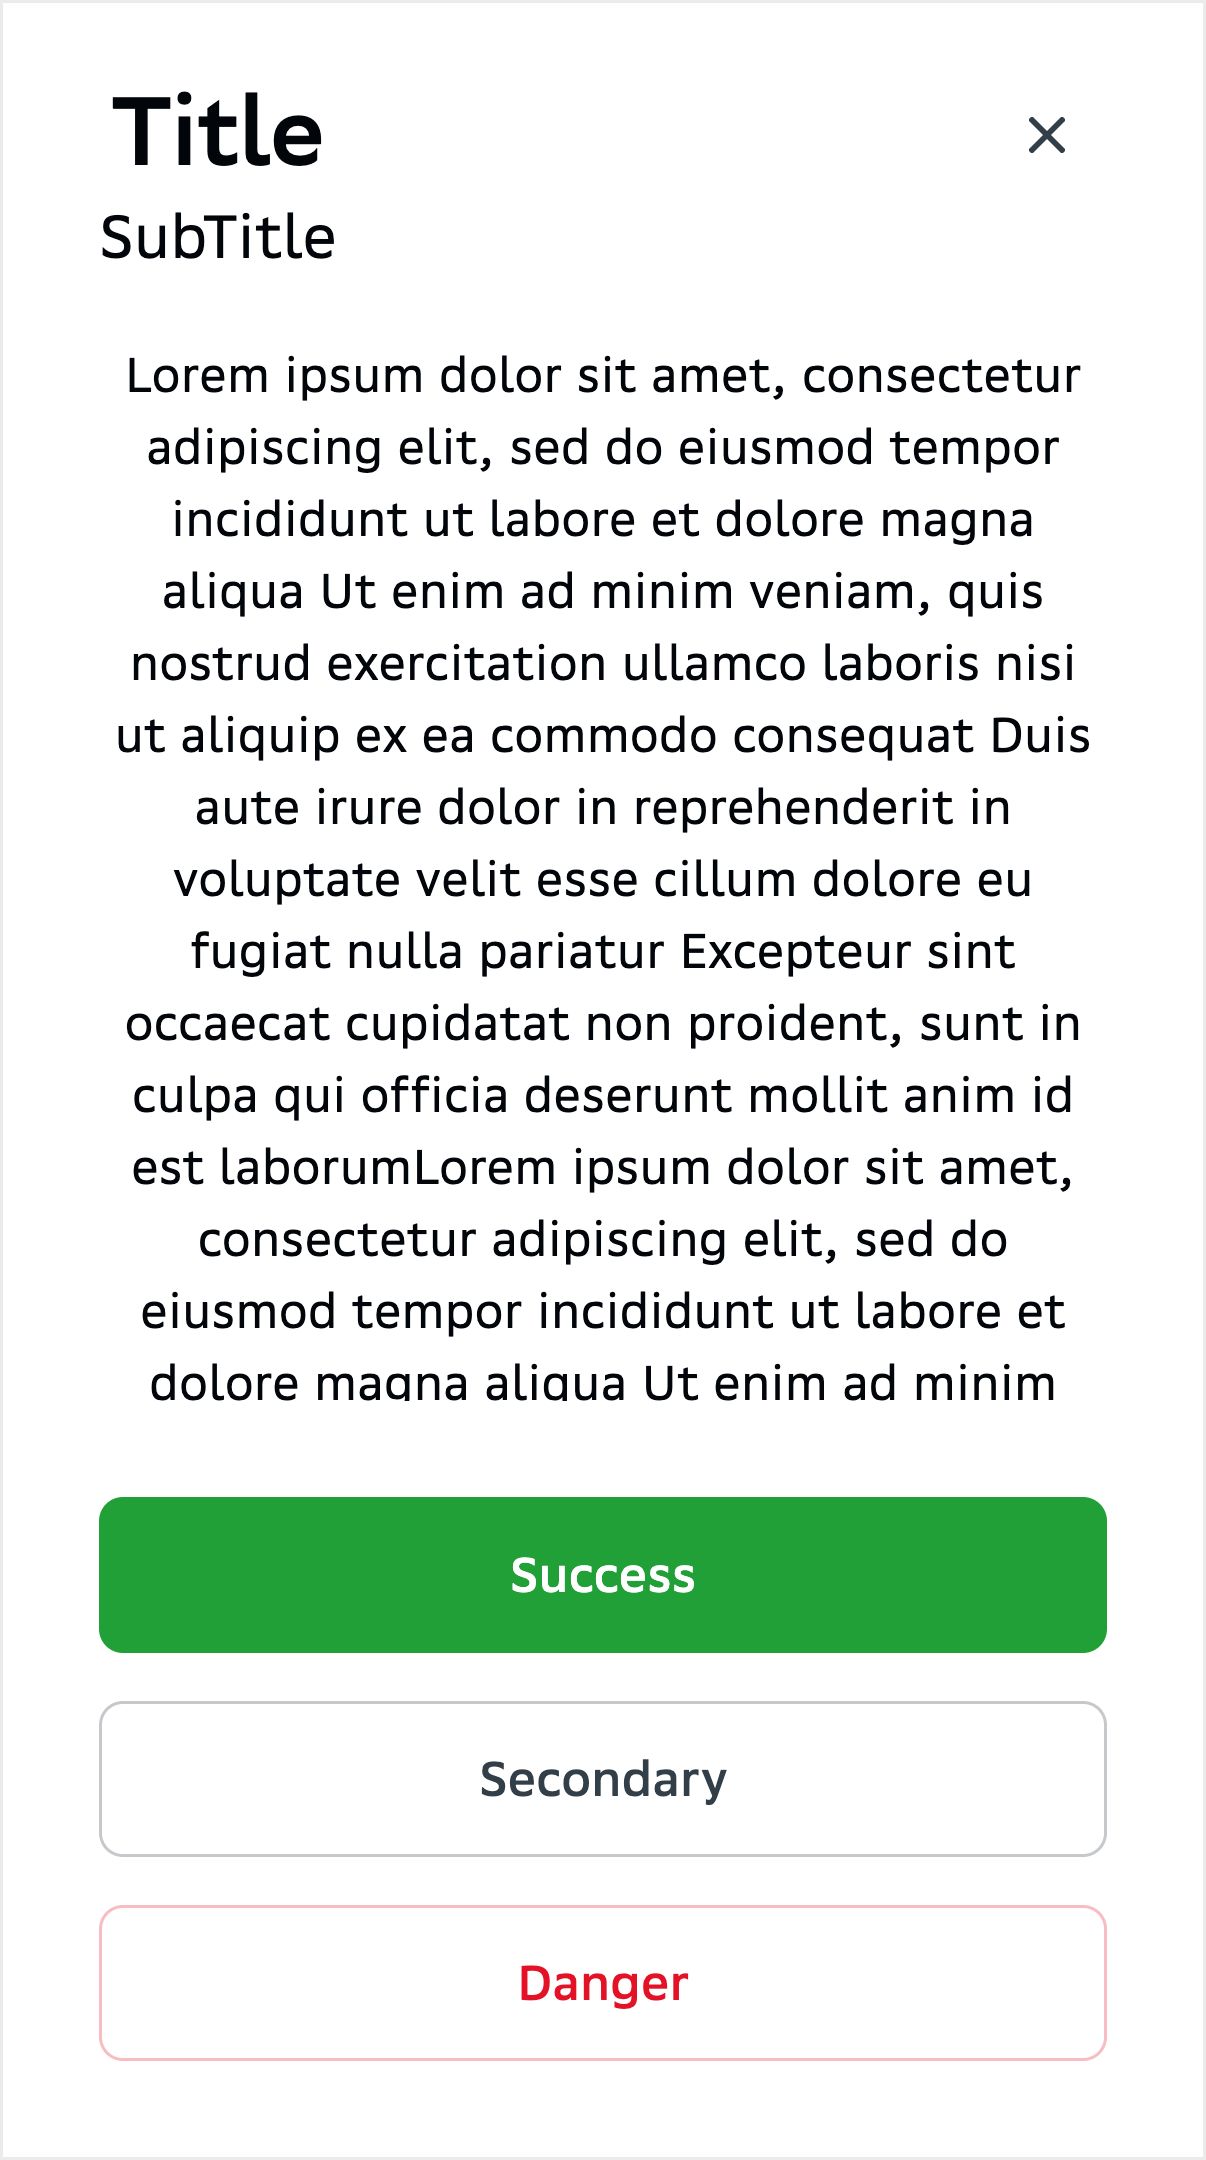 Title
SubTitle
Lorem ipsum dolor sit amet, consectetur
adipiscing elit, sed do eiusmod tempor
incididunt ut labore et dolore magna
aliqua Ut enim ad minim veniam, quis
nostrud exercitation ullamco laboris nisi
ut aliquip ex ea commodo consequat Duis
aute irure dolor in reprehenderit in
voluptate velit esse cillum dolore eu
fugiat nulla pariatur Excepteur sint
occaecat cupidatat non proident, sunt in
culpa qui officia deserunt mollit anim id
est laborumLorem ipsum dolor sit amet,
consectetur adipiscing elit, sed do
eiusmod tempor incididunt ut labore et
dolore magna aliqua Ut enim ad minim
Success
Secondary
Danger